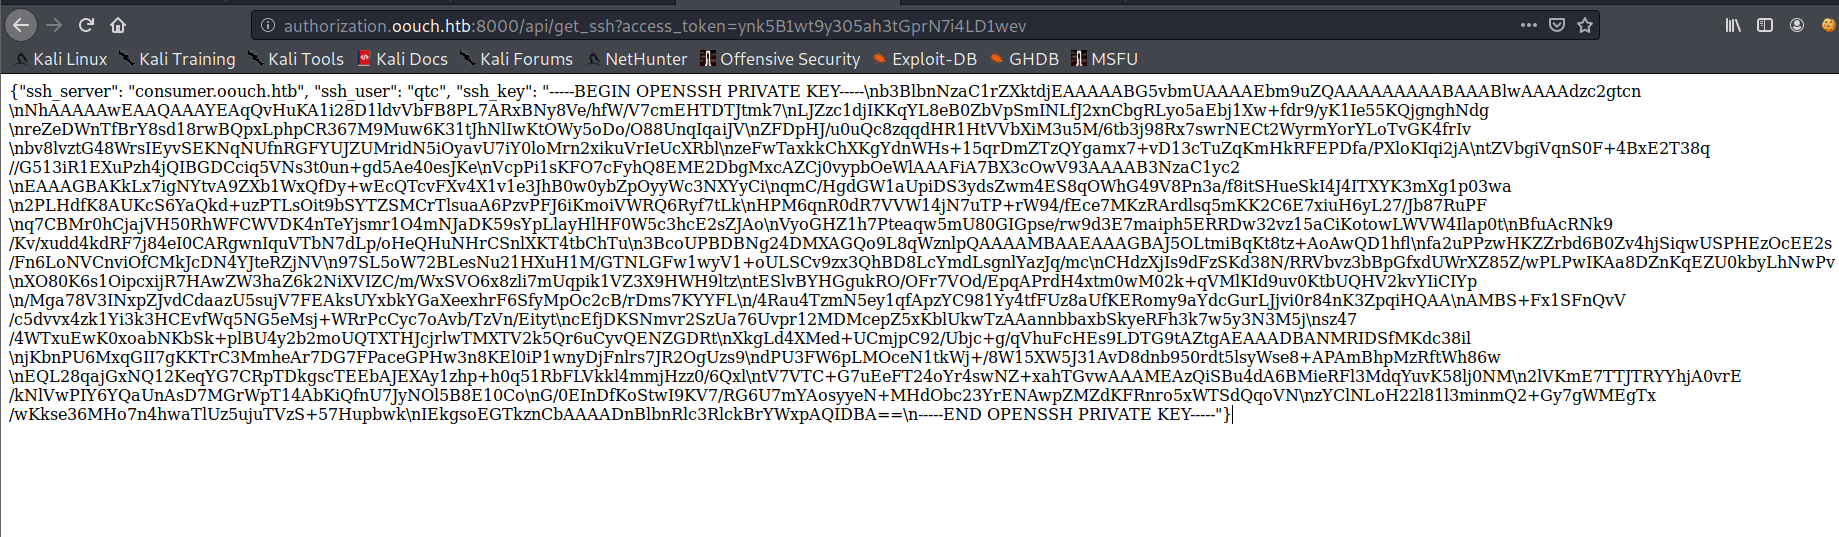 authorization.oouch.htb:8000/api/get_ssh?access_token=ynk5B1wt9y305ah3tGprN7i4LD1wev
Kali Linux Kali Training Kali Tools Kali Docs Kali Forums NetHunter Offensive Security Exploit-DB GHDB MSFU
{"ssh_server": "consumer.oouch.htb", "ssh_user": "qtc", "ssh_key": "-----BEGIN OPENSSH PRIVATE KEY-----\nb3BlbnNzaC1rZXktdjEAAAAABG5vbmUAAAAEbm9uZQAAAAAAAAABAAABlwAAAAdzc2gtcn
\nNhAAAAAwEAAQAAAYEAqQvHuKA1i28D1ldvVbFB8PL7ARxBNy8Ve/hfW/V7cmEHTDTJtmk7\nLJZzc1djIKKqYL8eB0ZbVpSmINLfJ2xnCbgRLyo5aEbj1Xw+fdr9/yK1Ie55KQjgnghNdg
\nreZeDWnTfBrY8sd18rwBQpxLphpCR367M9Muw6K31tJhNlIwKtOWy5oDo/O88UnqIqaiJV\nZFDpHJ/u0uQc8zqqdHR1HtVVbXiM3u5M/6tb3j98Rx7swrNECt2WyrmYorYLoTvGK4frIv
\nbv8lvztG48WrsIEyvSEKNqNUfnRGFYUJZUMridN5iOyavU7iY0loMrn2xikuVrIeUcXRbl\nzeFwTaxkkChXKgYdnWHs+15qrDmZTzQYgamx7+vD13cTuZqKmHkRFEPDfa/PXloKIqi2jA\ntZVbgiVqnS0F+4BxE2T38q
//G513iR1EXuPzh4jQIBGDCciq5VNs3t0un+gd5Ae40esJKe\nVcpPi1sKFO7cFyhQ8EME2DbgMxcAZCj0vypbOeWlAAAFiA7BX3cOwV93AAAAB3NzaC1yc2
\nEAAAGBAKkLx7igNYtvA9ZXb1WxQfDy+wEcQTcvFXv4X1v1e3JhB0w0ybZpOyyWc3NXYyCi\nqmC/HgdGW1aUpiDS3ydsZwm4ES8qOWhG49V8Pn3a/f8itSHueSkI4J4ITXYK3mXg1p03wa
\n2PLHdfK8AUKcS6YaQkd+uzPTLsOit9bSYTZSMCrTlsuaA6PzvPFJ6iKmoiVWRQ6Ryf7tLk\nHPM6qnR0dR7VVW14jN7uTP+rW94/fEce7MKzRArdlsq5mKK2C6E7xiuH6yL27/Jb87RuPF
\nq7CBMr0hCjajVH50RhWFCWVDK4nTeYjsmr1O4mNJaDK59sYpLlayHlHF0W5c3hcE2sZJAo\nVyoGHZ1h7Pteaqw5mU80GIGpse/rw9d3E7maiph5ERRDw32vz15aCiKotowLWVW4Ilap0t\nBfuAcRNk9
/Kv/xudd4kdRF7j84eI0CARgwnIquVTbN7dLp/oHeQHuNHrCSnlXKT4tbChTu\n3BcoUPBDBNg24DMXAGQo9L8qWznlpQAAAAMBAAEAAAGBAJ5OLtmiBqKt8tz+AoAwQD1hfl\nfa2uPPzwHKZZrbd6B0Zv4hjSiqwUSPHEzOcEE2s
/Fn6LoNVCnviOfCMkJcDN4YJteRZjNV\n97SL5oW72BLesNu21HXuH1M/GTNLGFw1wyV1+oULSCv9zx3QhBD8LcYmdLsgnlYazJq/mc\nCHdzXjIs9dFzSKd38N/RRVbvz3bBpGfxdUWrXZ85Z/wPLPwIKAa8DZnKqEZU0kbyLhNwPv
\nXO80K6s1OipcxijR7HAwZW3haZ6k2NiXVIZC/m/WxSVO6x8zli7mUqpik1VZ3X9HWH9ltz\ntESlvBYHGgukRO/OFr7VOd/EpqAPrdH4xtm0wM02k+qVMlKId9uv0KtbUQHV2kvYIiCIYp
\n/Mga78V3INxpZJvdCdaazU5sujV7FEAksUYxbkYGaXeexhrF6SfyMpOc2cB/rDms7KYYFL\n/4Rau4TzmN5ey1qfApzYC981Yy4tfFUz8aUfKERomy9aYdcGurLJjvi0r84nK3ZpqiHQAA\nAMBS+Fx1SFnQvV
/c5dvvx4zk1Yi3k3HCEvfWq5NG5eMsj+WRrPcCyc7oAvb/TzVn/Eityt\ncEfjDKSNmvr2SzUa76Uvpr12MDMcepZ5xKblUkwTzAAannbbaxbSkyeRFh3k7w5y3N3M5j\nsz47
/4WTxuEwK0xoabNKbSk+plBU4y2b2moUQTXTHJcjrlwTMXTV2k5Qr6uCyvQENZGDRt\nXkgLd4XMed+UCmjpC92/Ubjc+g/qVhuFcHEs9LDTG9tAZtgAEAAADBANMRIDSfMKdc38il
\njKbnPU6MxqGII7gKKTrC3MmheAr7DG7FPaceGPHw3n8KEl0iP1wnyDjFnlrs7JR2OgUzs9\ndPU3FW6pLMOceN1tkWj+/8W15XW5J31AvD8dnb950rdt5lsyWse8+APAmBhpMzRftWh86w
\nEQL28qajGxNQ12KeqYG7CRpTDkgscTEEbAJEXAy1zhp+h0q51RbFLVkkl4mmjHzz0/6Qxl\ntV7VTC+G7uEeFT24oYr4swNZ+xahTGvwAAAMEAzQiSBu4dA6BMieRFl3MdqYuvK58lj0NM\n2lVKmE7TTJTRYYhjA0vrE
/kNlVwPIY6YQaUnAsD7MGrWpT14AbKiQfnU7JyNOl5B8E10Co\nG/0EInDfKoStwI9KV7/RG6U7mYAosyyeN+MHdObc23YrENAwpZMZdKFRnro5xWTSdQqoVN\nzYClNLoH22l81l3minmQ2+Gy7gWMEgTx
/wKkse36MHo7n4hwaTlUz5ujuTVzS+57Hupbwk\nIEkgsoEGTkznCbAAAADnBlbnRlc3RlckBrYWxpAQIDBA==\n-----END OPENSSH PRIVATE KEY-----"}